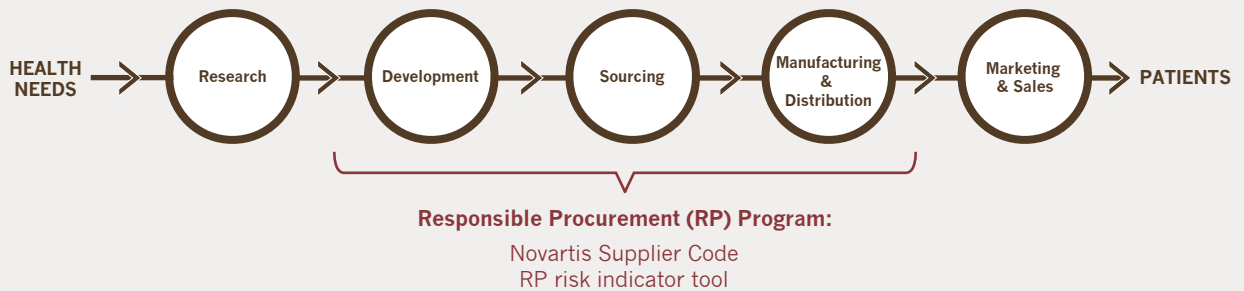 HEALTH
NEEDS
Research
Development
Sourcing
Manufacturing
&
Distribution
Marketing
& Sales
PATIENTS
Responsible Procurement (RP) Program:
Novartis Supplier Code
RP risk indicator tool